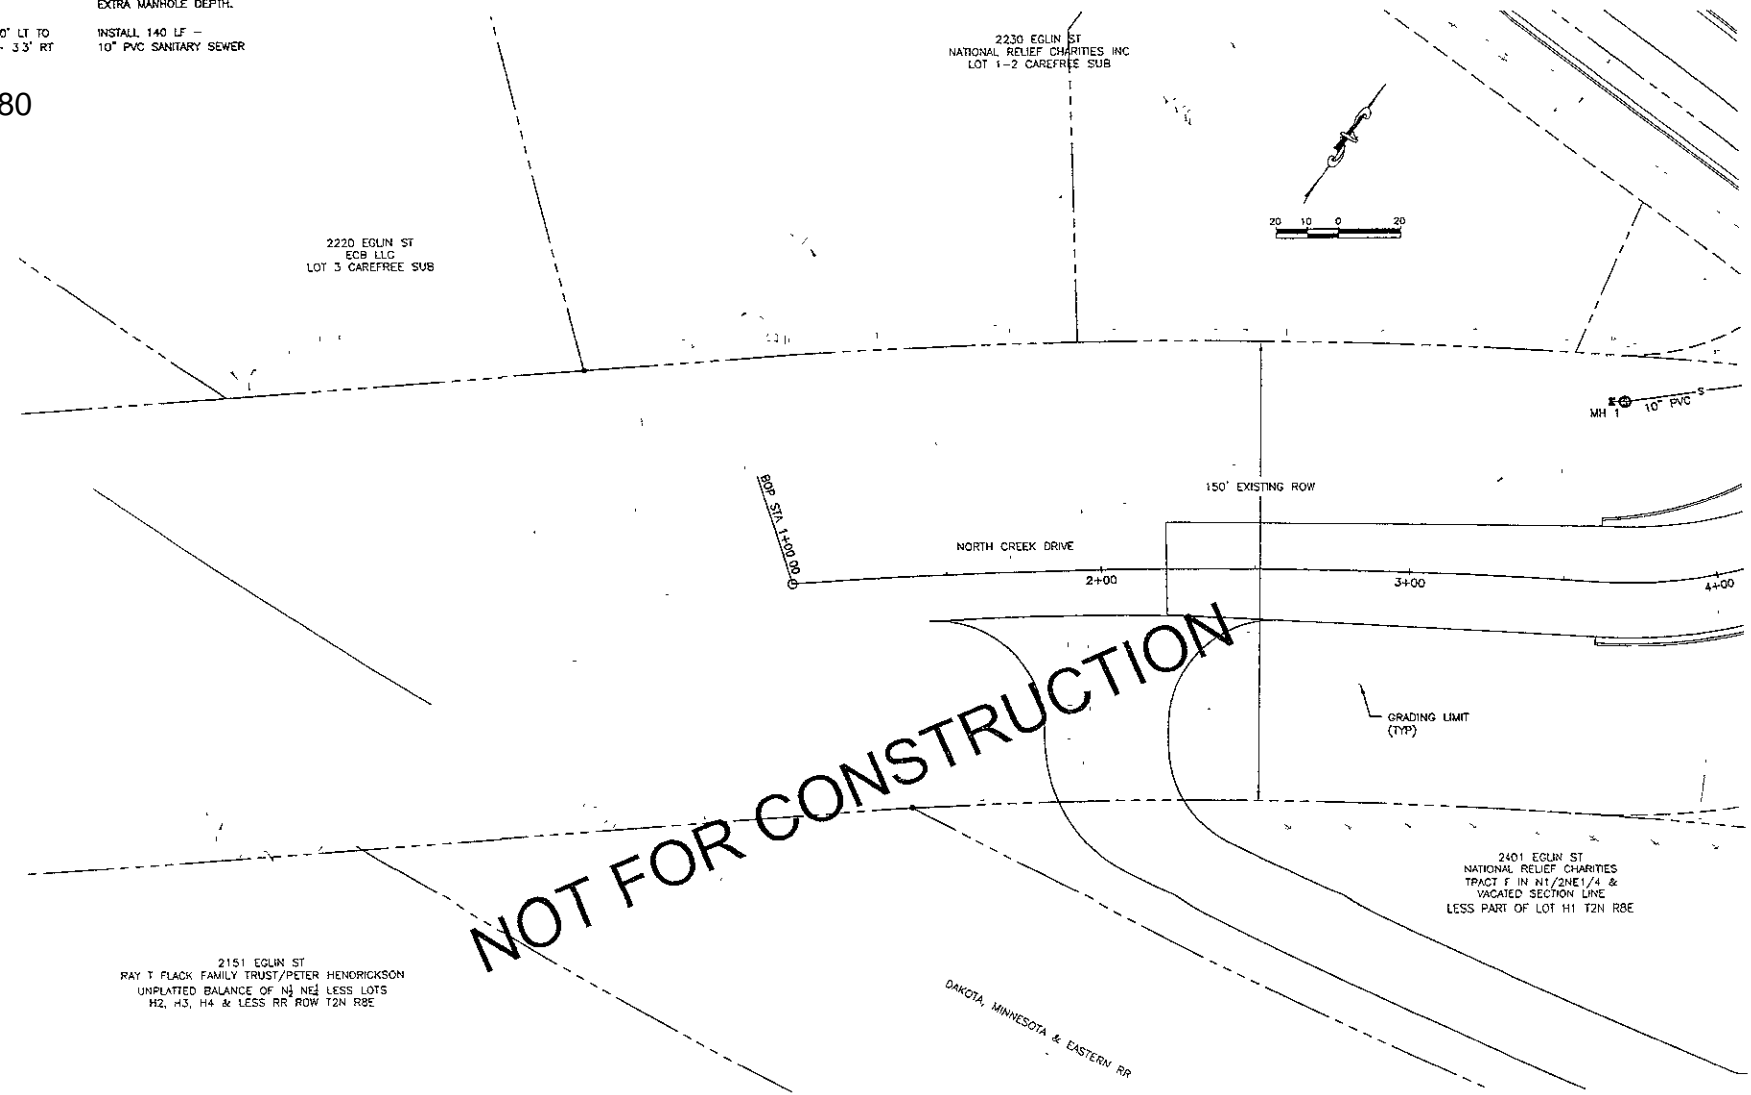 EXTRA MANHOLE DEPTH.
0' LT TO
33' RT
INSTALL 140 LF –
10" PVC SANITARY SEWER
80
2230 EGLIN ST
NATIONAL RELIEF CHARITIES INC
LOT 1-2 CAREFREE SUB
20 10 0 20
2220 EGLIN ST
ECB LLC
LOT 3 CAREFREE SUB
MH 1
10" PVC
S
150' EXISTING ROW
BOP STA 1+00.00
NORTH CREEK DRIVE
2+00
3+00
4+00
NOT FOR CONSTRUCTION
GRADING LIMIT
(TYP)
2401 EGLIN ST
NATIONAL RELIEF CHARITIES
TRACT F IN N1/2NE1/4 &
VACATED SECTION LINE
LESS PART OF LOT H1 T2N R8E
2151 EGLIN ST
RAY T FLACK FAMILY TRUST/PETER HENDRICKSON
UNPLATTED BALANCE OF N½ NE¼ LESS LOTS
H2, H3, H4 & LESS RR ROW T2N R8E
DAKOTA, MINNESOTA & EASTERN RR